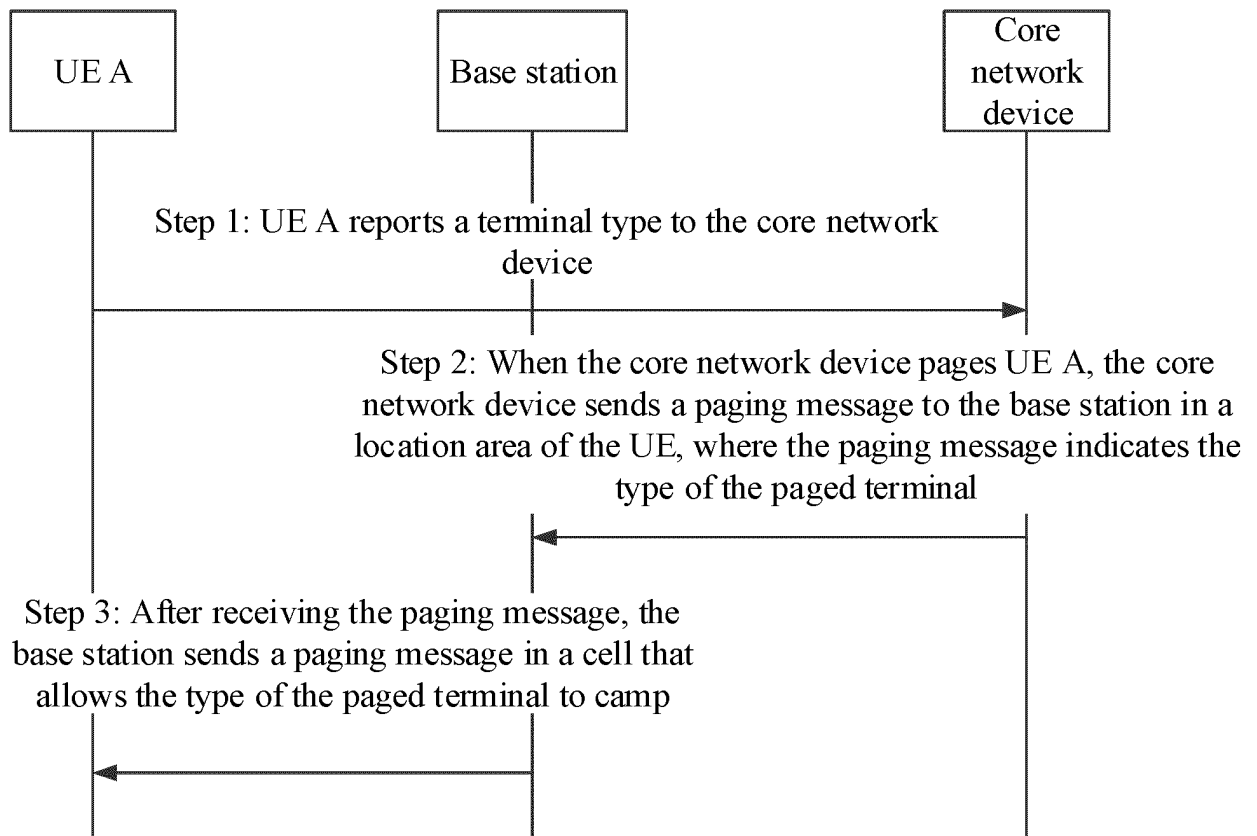 UE A
Base station
Core
network
device
Step 1: UE A reports a terminal type to the core network
device
Step 2: When the core network device pages UE A, the core
network device sends a paging message to the base station in a
location area of the UE, where the paging message indicates the
type of the paged terminal
Step 3: After receiving the paging message, the
base station sends a paging message in a cell that
allows the type of the paged terminal to camp